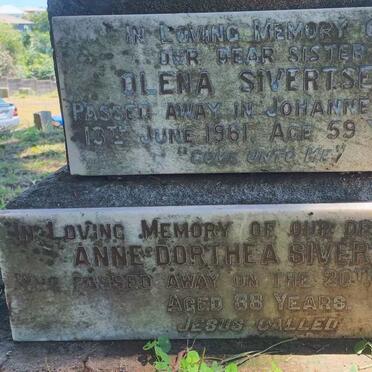 IN LOVING MEMORY O
OUR DEAR SISTER
OLENA SIVERTSE
PASSED AWAY IN JOHANNE
13TH JUNE 1961 AGE 59
"COME UNTO ME"
IN LOVING MEMORY OF OUR DE
ANNE DORTHEA SIVER
WHO PASSED AWAY ON THE 20TH
AGED 88 YEARS.
JESUS CALLED